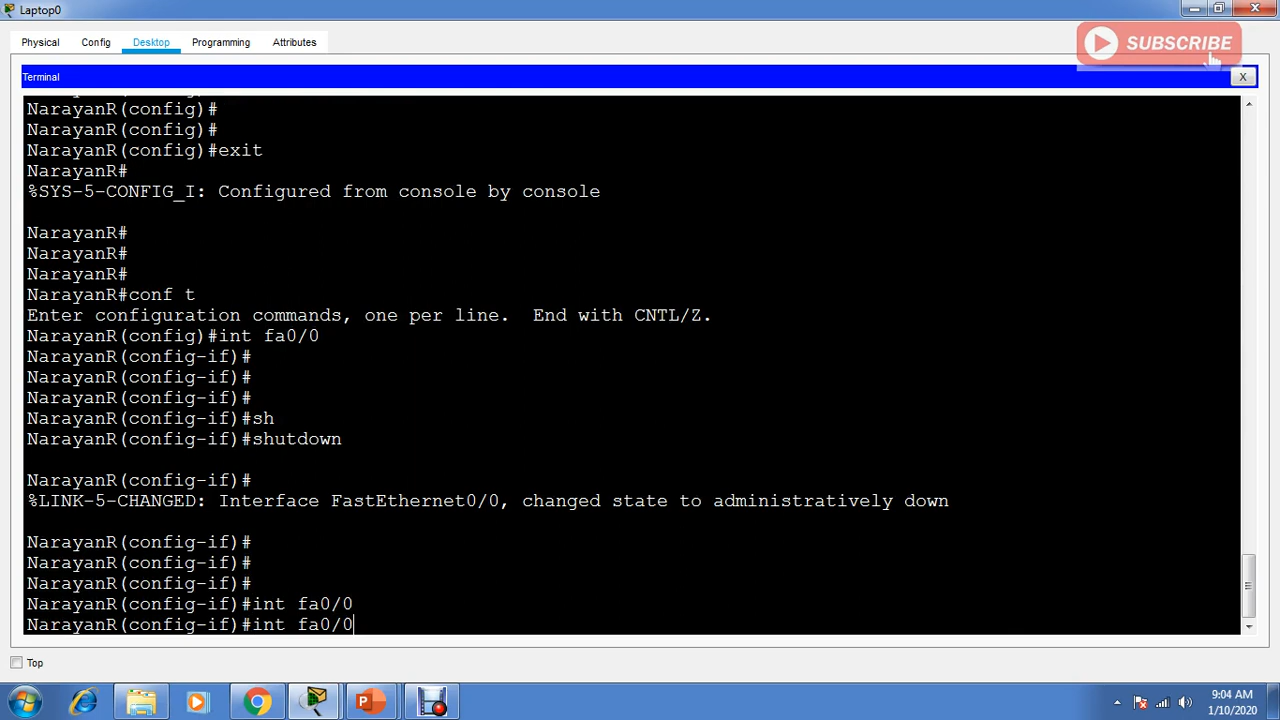 Laptop0
Physical Config Desktop Programming Attributes
SUBSCRIBE
Terminal X
NarayanR(config)#
NarayanR(config)#
NarayanR(config)#exit
NarayanR#
%SYS-5-CONFIG_I: Configured from console by console
NarayanR#
NarayanR#
NarayanR#
NarayanR#conf t
Enter configuration commands, one per line.  End with CNTL/Z.
NarayanR(config)#int fa0/0
NarayanR(config-if)#
NarayanR(config-if)#
NarayanR(config-if)#
NarayanR(config-if)#sh
NarayanR(config-if)#shutdown
NarayanR(config-if)#
%LINK-5-CHANGED: Interface FastEthernet0/0, changed state to administratively down
NarayanR(config-if)#
NarayanR(config-if)#
NarayanR(config-if)#
NarayanR(config-if)#int fa0/0
NarayanR(config-if)#int fa0/0
Top
9:04 AM
1/10/2020